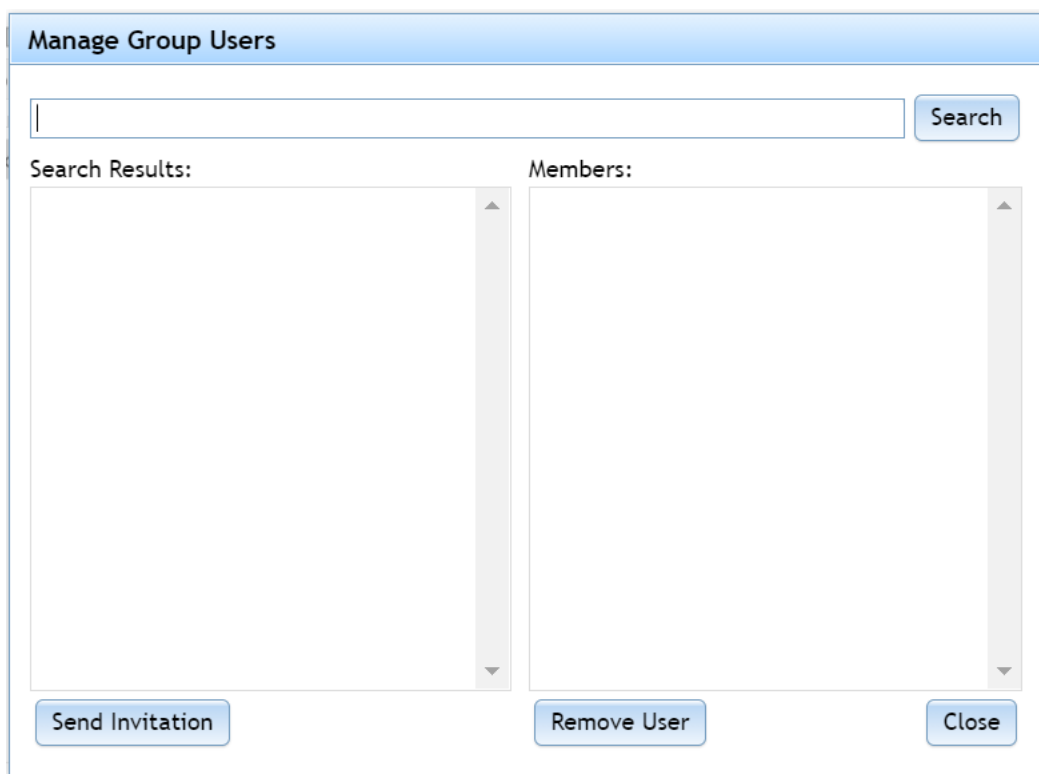 Manage Group Users
Search
Search Results:
Members:
Send Invitation
Remove User
Close